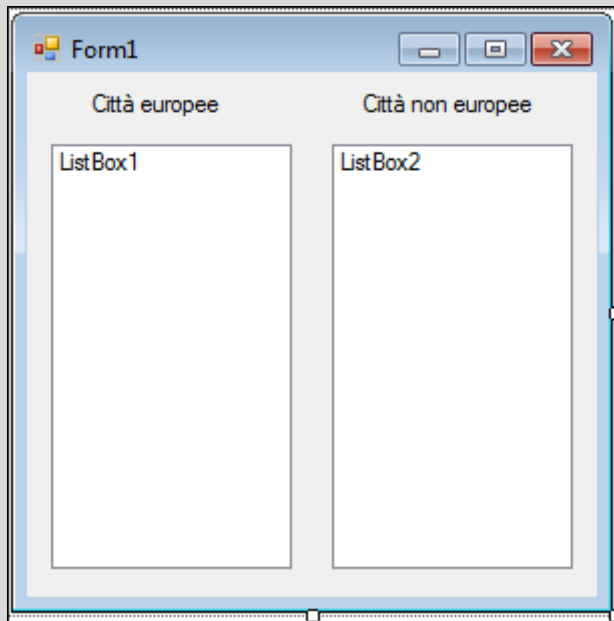 Form1
Città europee
Città non europee
ListBox1
ListBox2